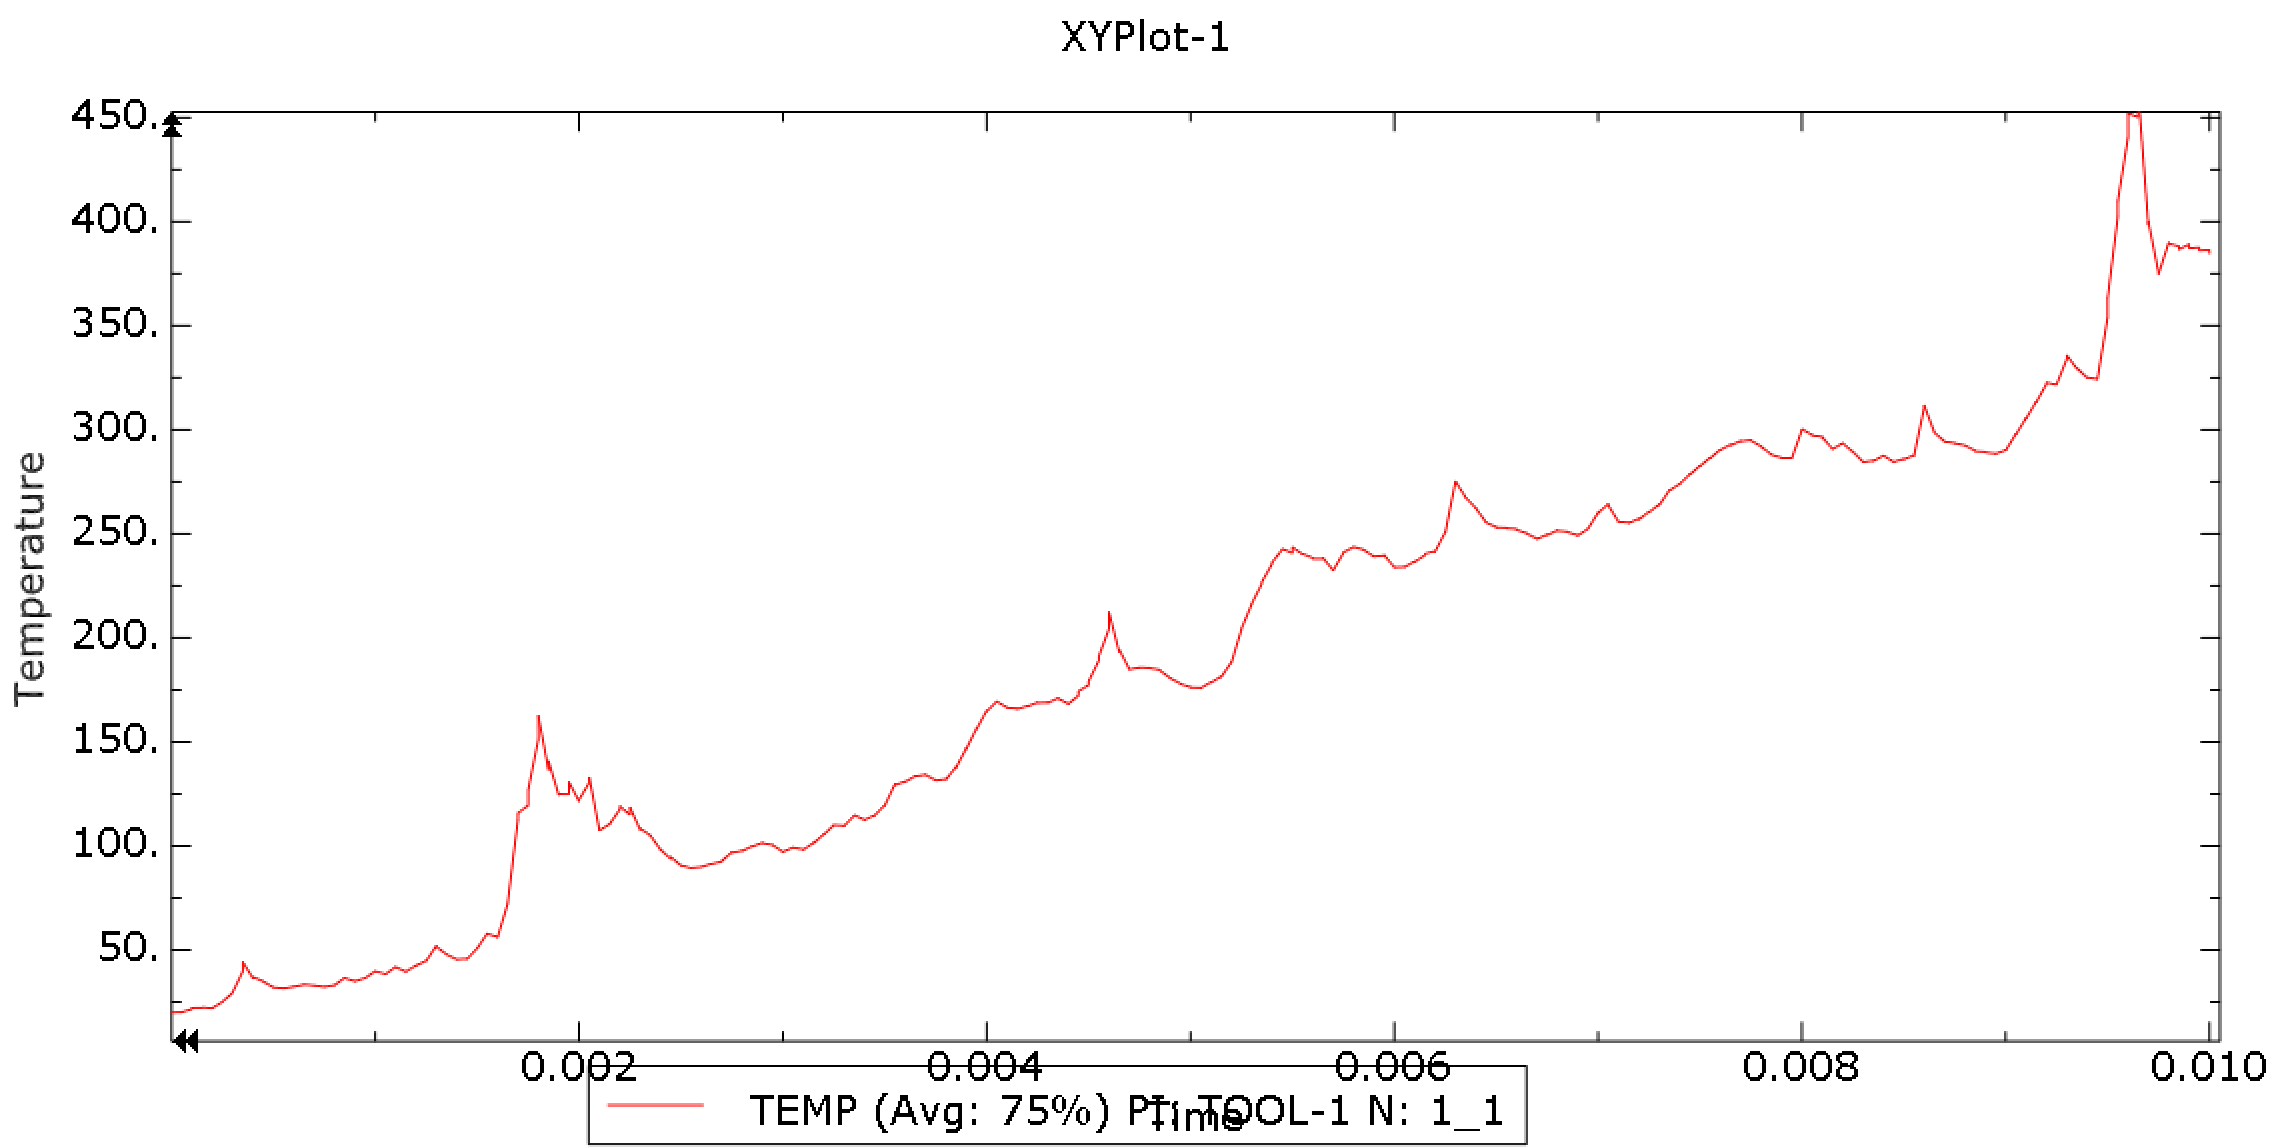 XYPlot-1
450.
400.
350.
300.
250.
200.
150.
100.
50.
Temperature
0.002 0.004 0.006 0.008 0.010
Time
TEMP (Avg: 75%) PI: TOOL-1 N: 1_1